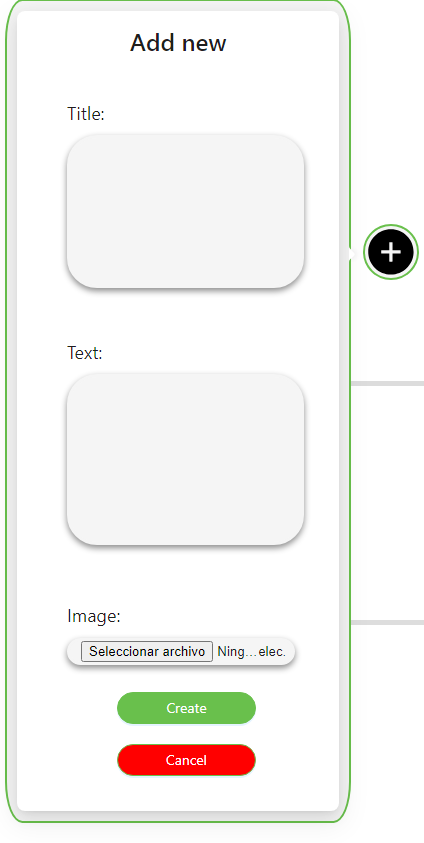 Add new
Title:
Text:
Image:
Seleccionar archivo Ning...elec.
Create
Cancel